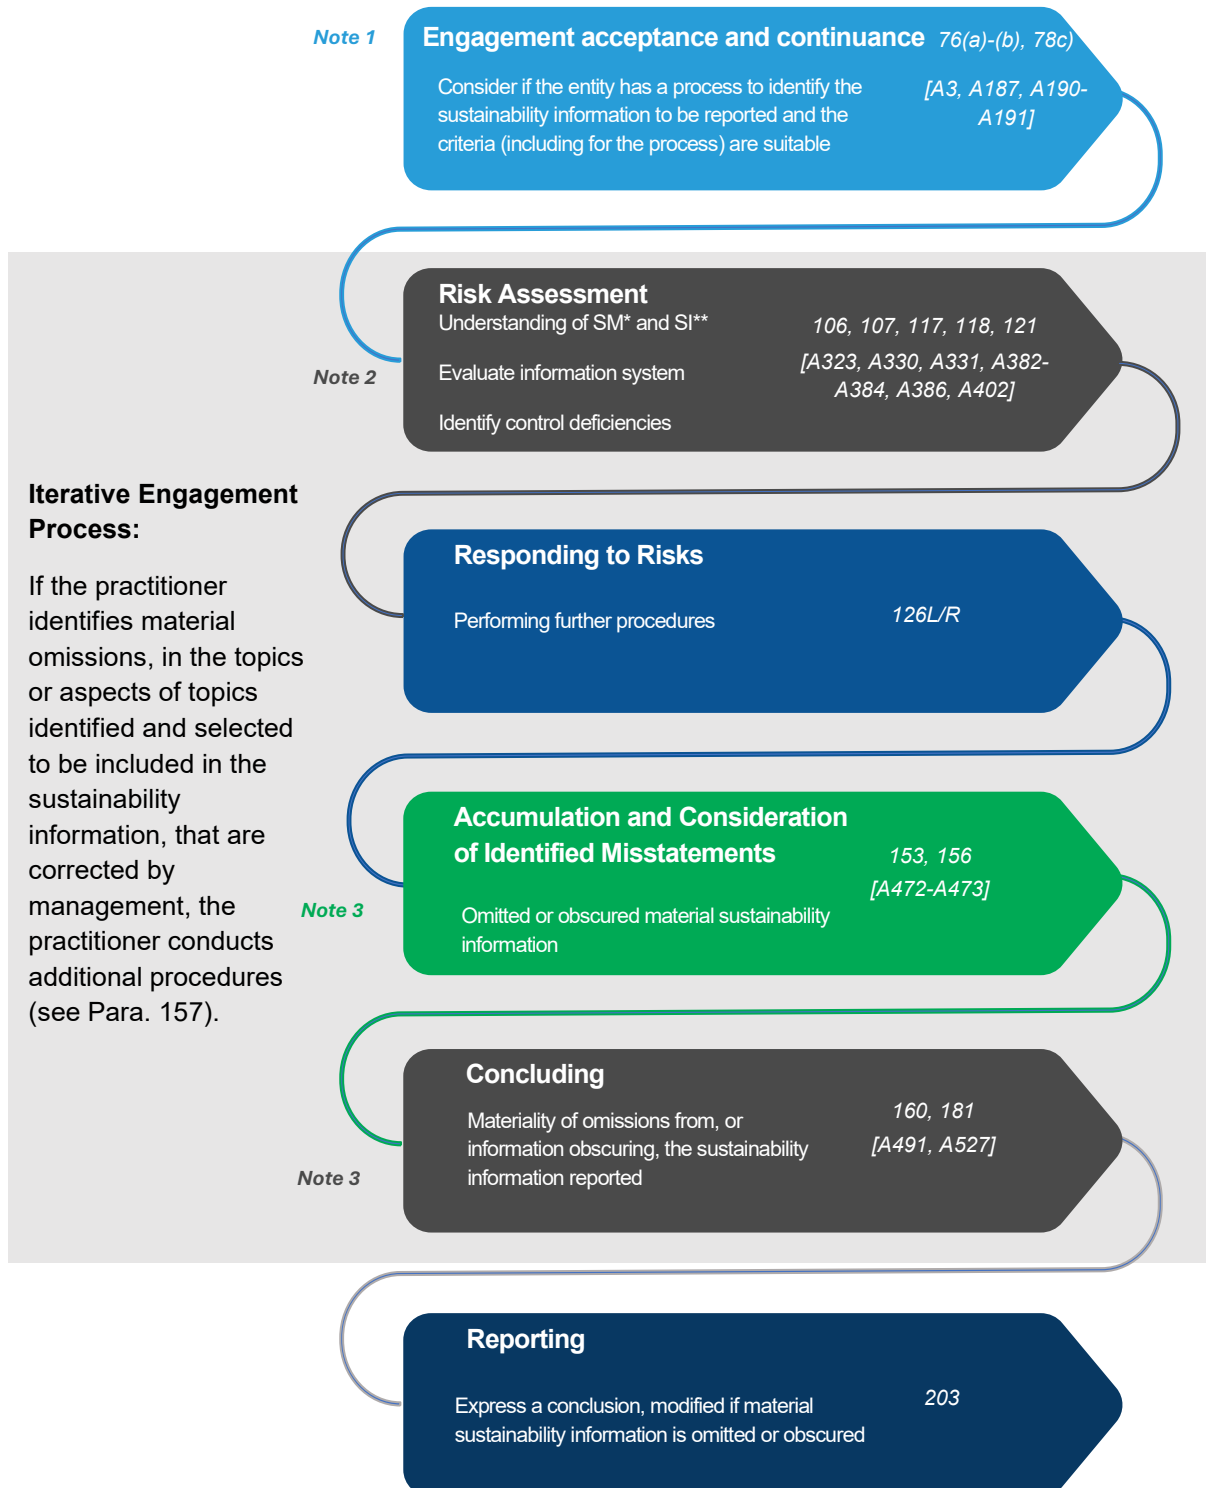 Note 1
Engagement acceptance and continuance 76(a)-(b), 78c)
Consider if the entity has a process to identify the
sustainability information to be reported and the
criteria (including for the process) are suitable
[A3, A187, A190-
A191]
Risk Assessment
Understanding of SM* and SI**
106, 107, 117, 118, 121
Note 2
Evaluate information system
[A323, A330, A331, A382-
A384, A386, A402]
Identify control deficiencies
Iterative Engagement
Process:
If the practitioner
identifies material
omissions, in the topics
or aspects of topics
identified and selected
to be included in the
sustainability
information, that are
corrected by
management, the
practitioner conducts
additional procedures
(see Para. 157).
Responding to Risks
Performing further procedures
126L/R
Accumulation and Consideration
of Identified Misstatements
153, 156
[A472-A473]
Note 3
Omitted or obscured material sustainability
information
Concluding
Materiality of omissions from, or
information obscuring, the sustainability
information reported
160, 181
[A491, A527]
Note 3
Reporting
Express a conclusion, modified if material
sustainability information is omitted or obscured
203